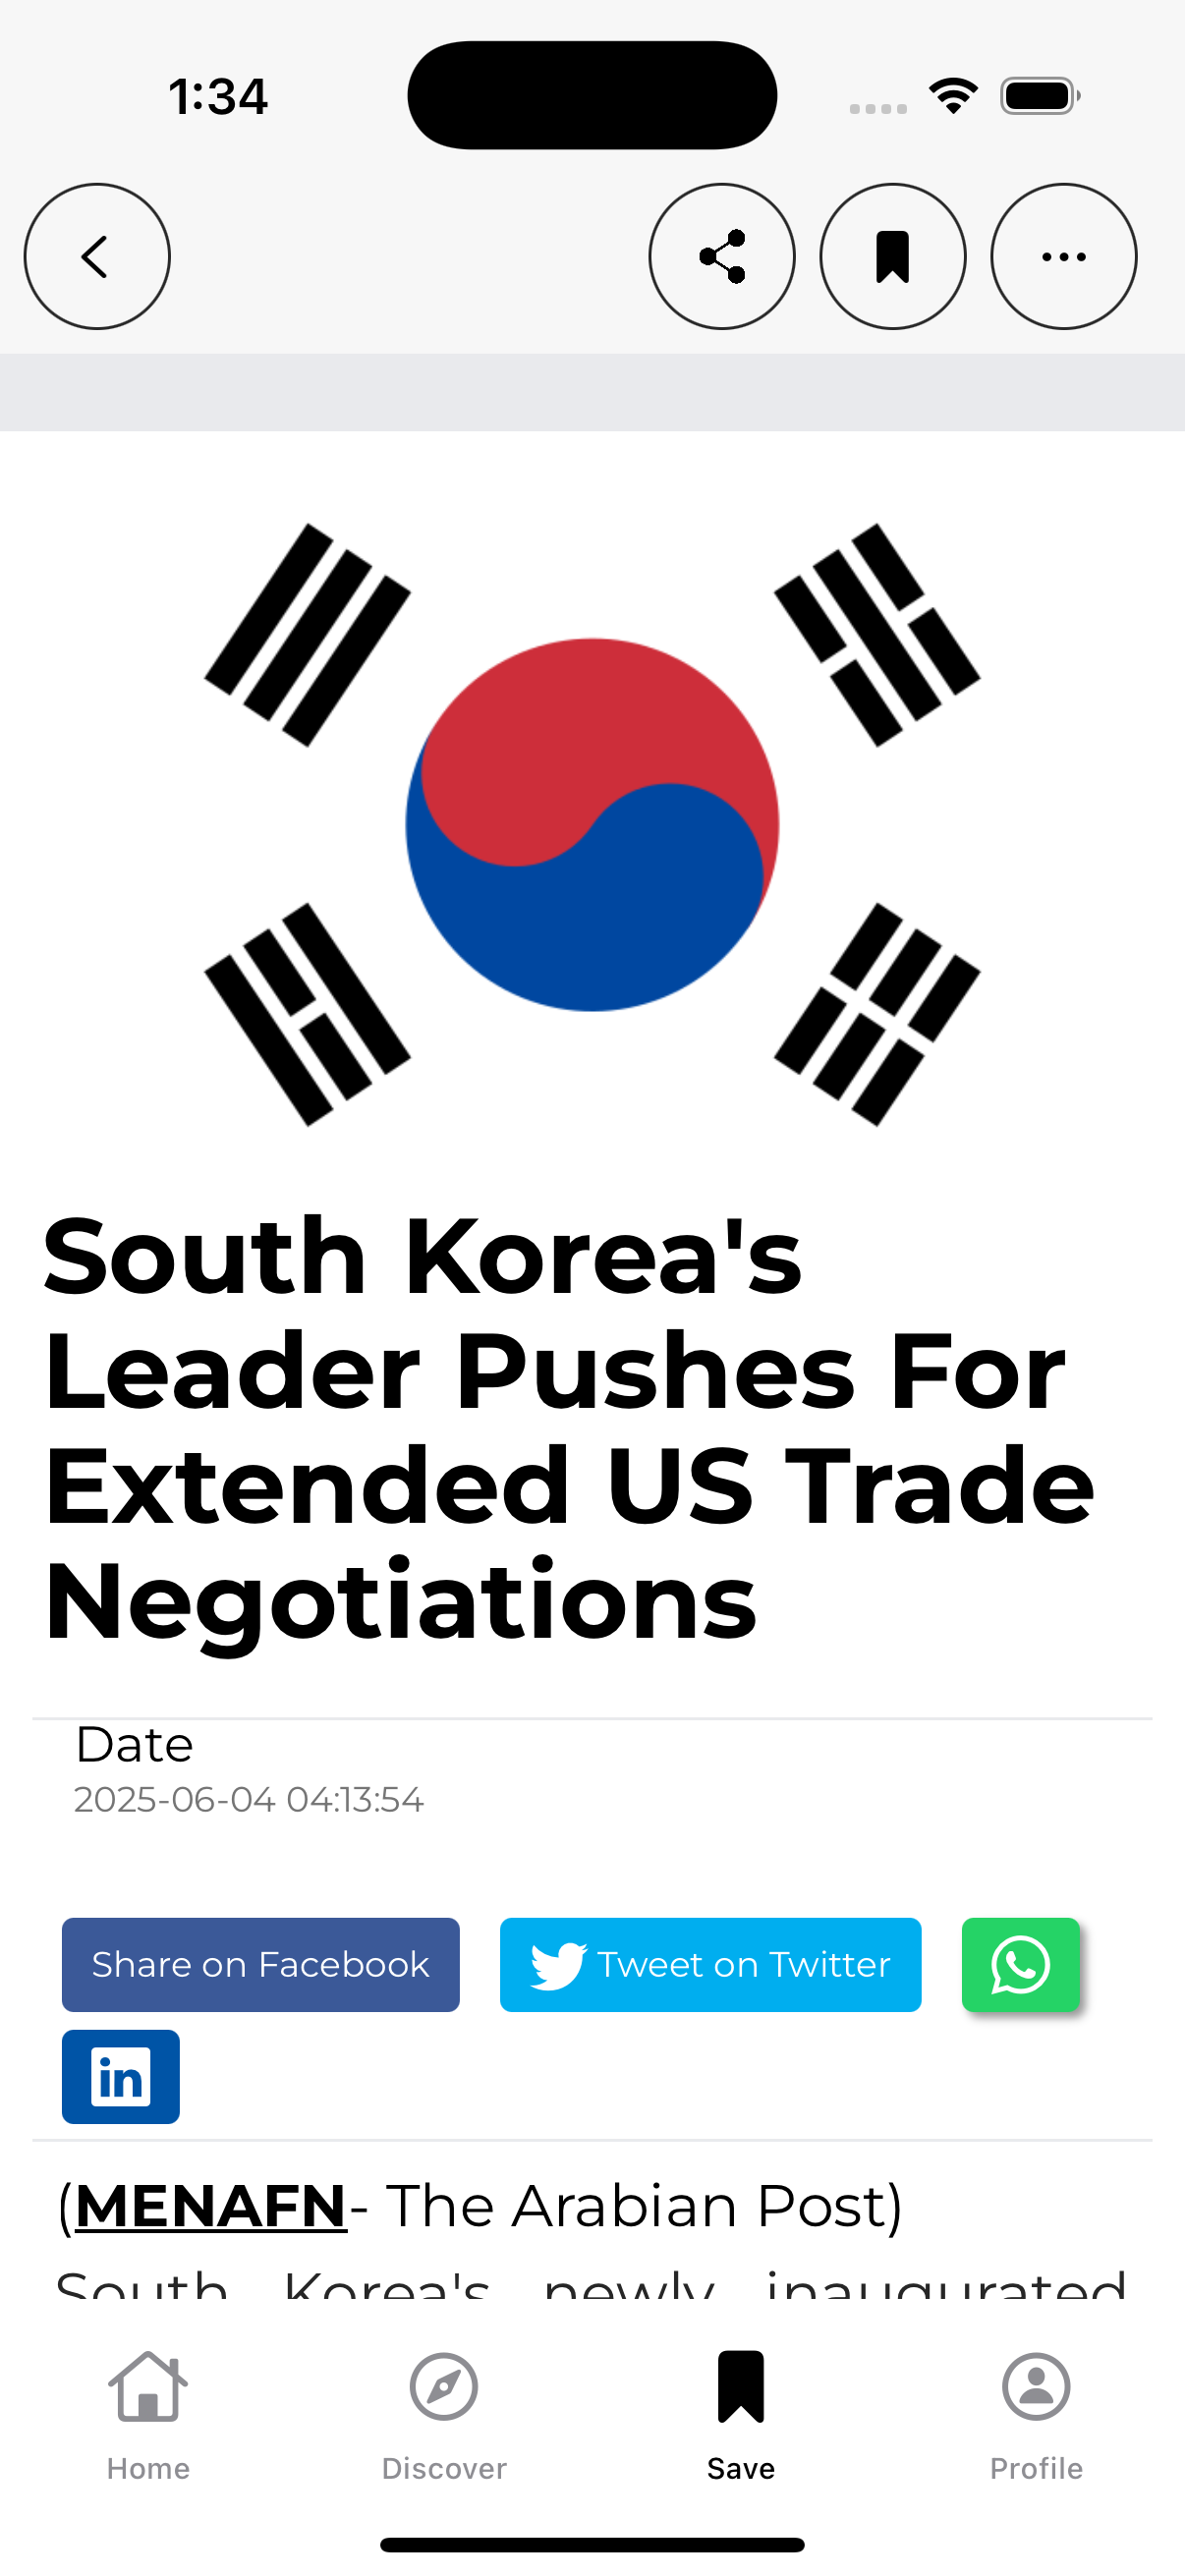 1:34
South Korea's
Leader Pushes For
Extended US Trade
Negotiations
Date
2025-06-04 04:13:54
Share on Facebook
Tweet on Twitter
in
(MENAFN- The Arabian Post)
South Korea's newly inaugurated
Home
Discover
Save
Profile